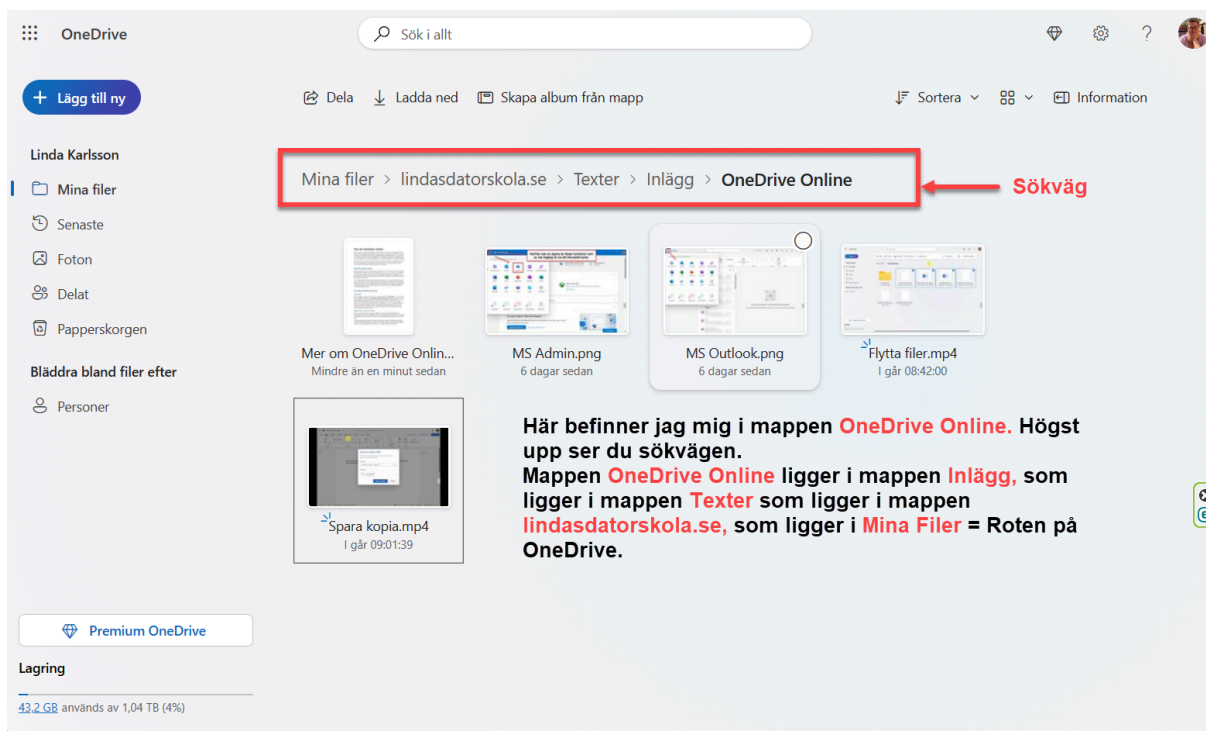 OneDrive
Sök i allt
Lägg till ny
Dela
Ladda ned
Skapa album från mapp
Sortera
Information
Linda Karlsson
Mina filer
Senaste
Foton
Delat
Papperskorgen
Bläddra bland filer efter
Personer
Mina filer > lindasdatorskola.se > Texter > Inlägg > OneDrive Online
Sökväg
Mer om OneDrive Onlin...
Mindre än en minut sedan
MS Admin.png
6 dagar sedan
MS Outlook.png
6 dagar sedan
Flytta filer.mp4
I går 08:42:00
Spara kopia.mp4
I går 09:01:39
Här befinner jag mig i mappen OneDrive Online. Högst
upp ser du sökvägen.
Mappen OneDrive Online ligger i mappen Inlägg, som
ligger i mappen Texter som ligger i mappen
lindasdatorskola.se, som ligger i Mina Filer = Roten på
OneDrive.
Premium OneDrive
Lagring
43,2 GB används av 1,04 TB (4%)